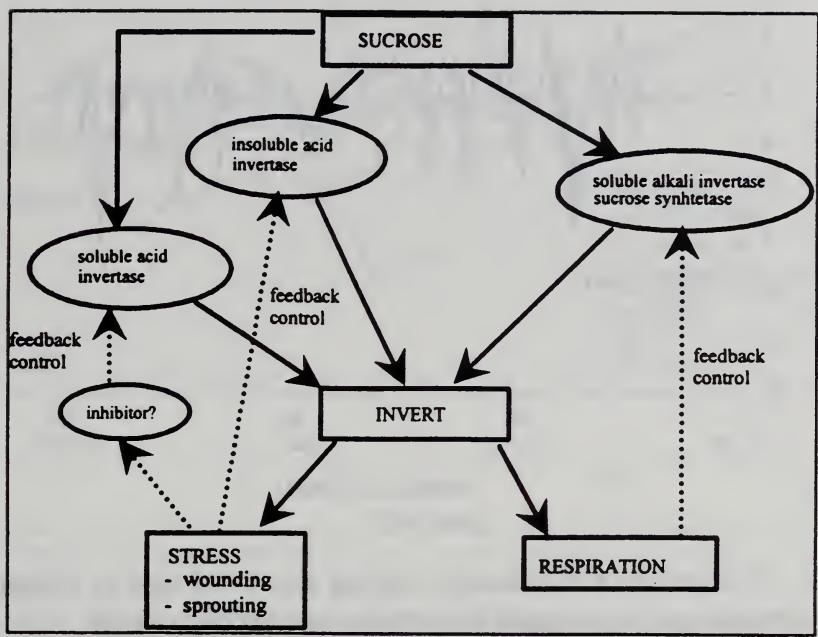 SUCROSE
insoluble acid
invertase
soluble alkali invertase
sucrose synhtetase
soluble acid
invertase
feedback
control
feedback
control
feedback
control
inhibitor?
INVERT
STRESS
- wounding
- sprouting
RESPIRATION